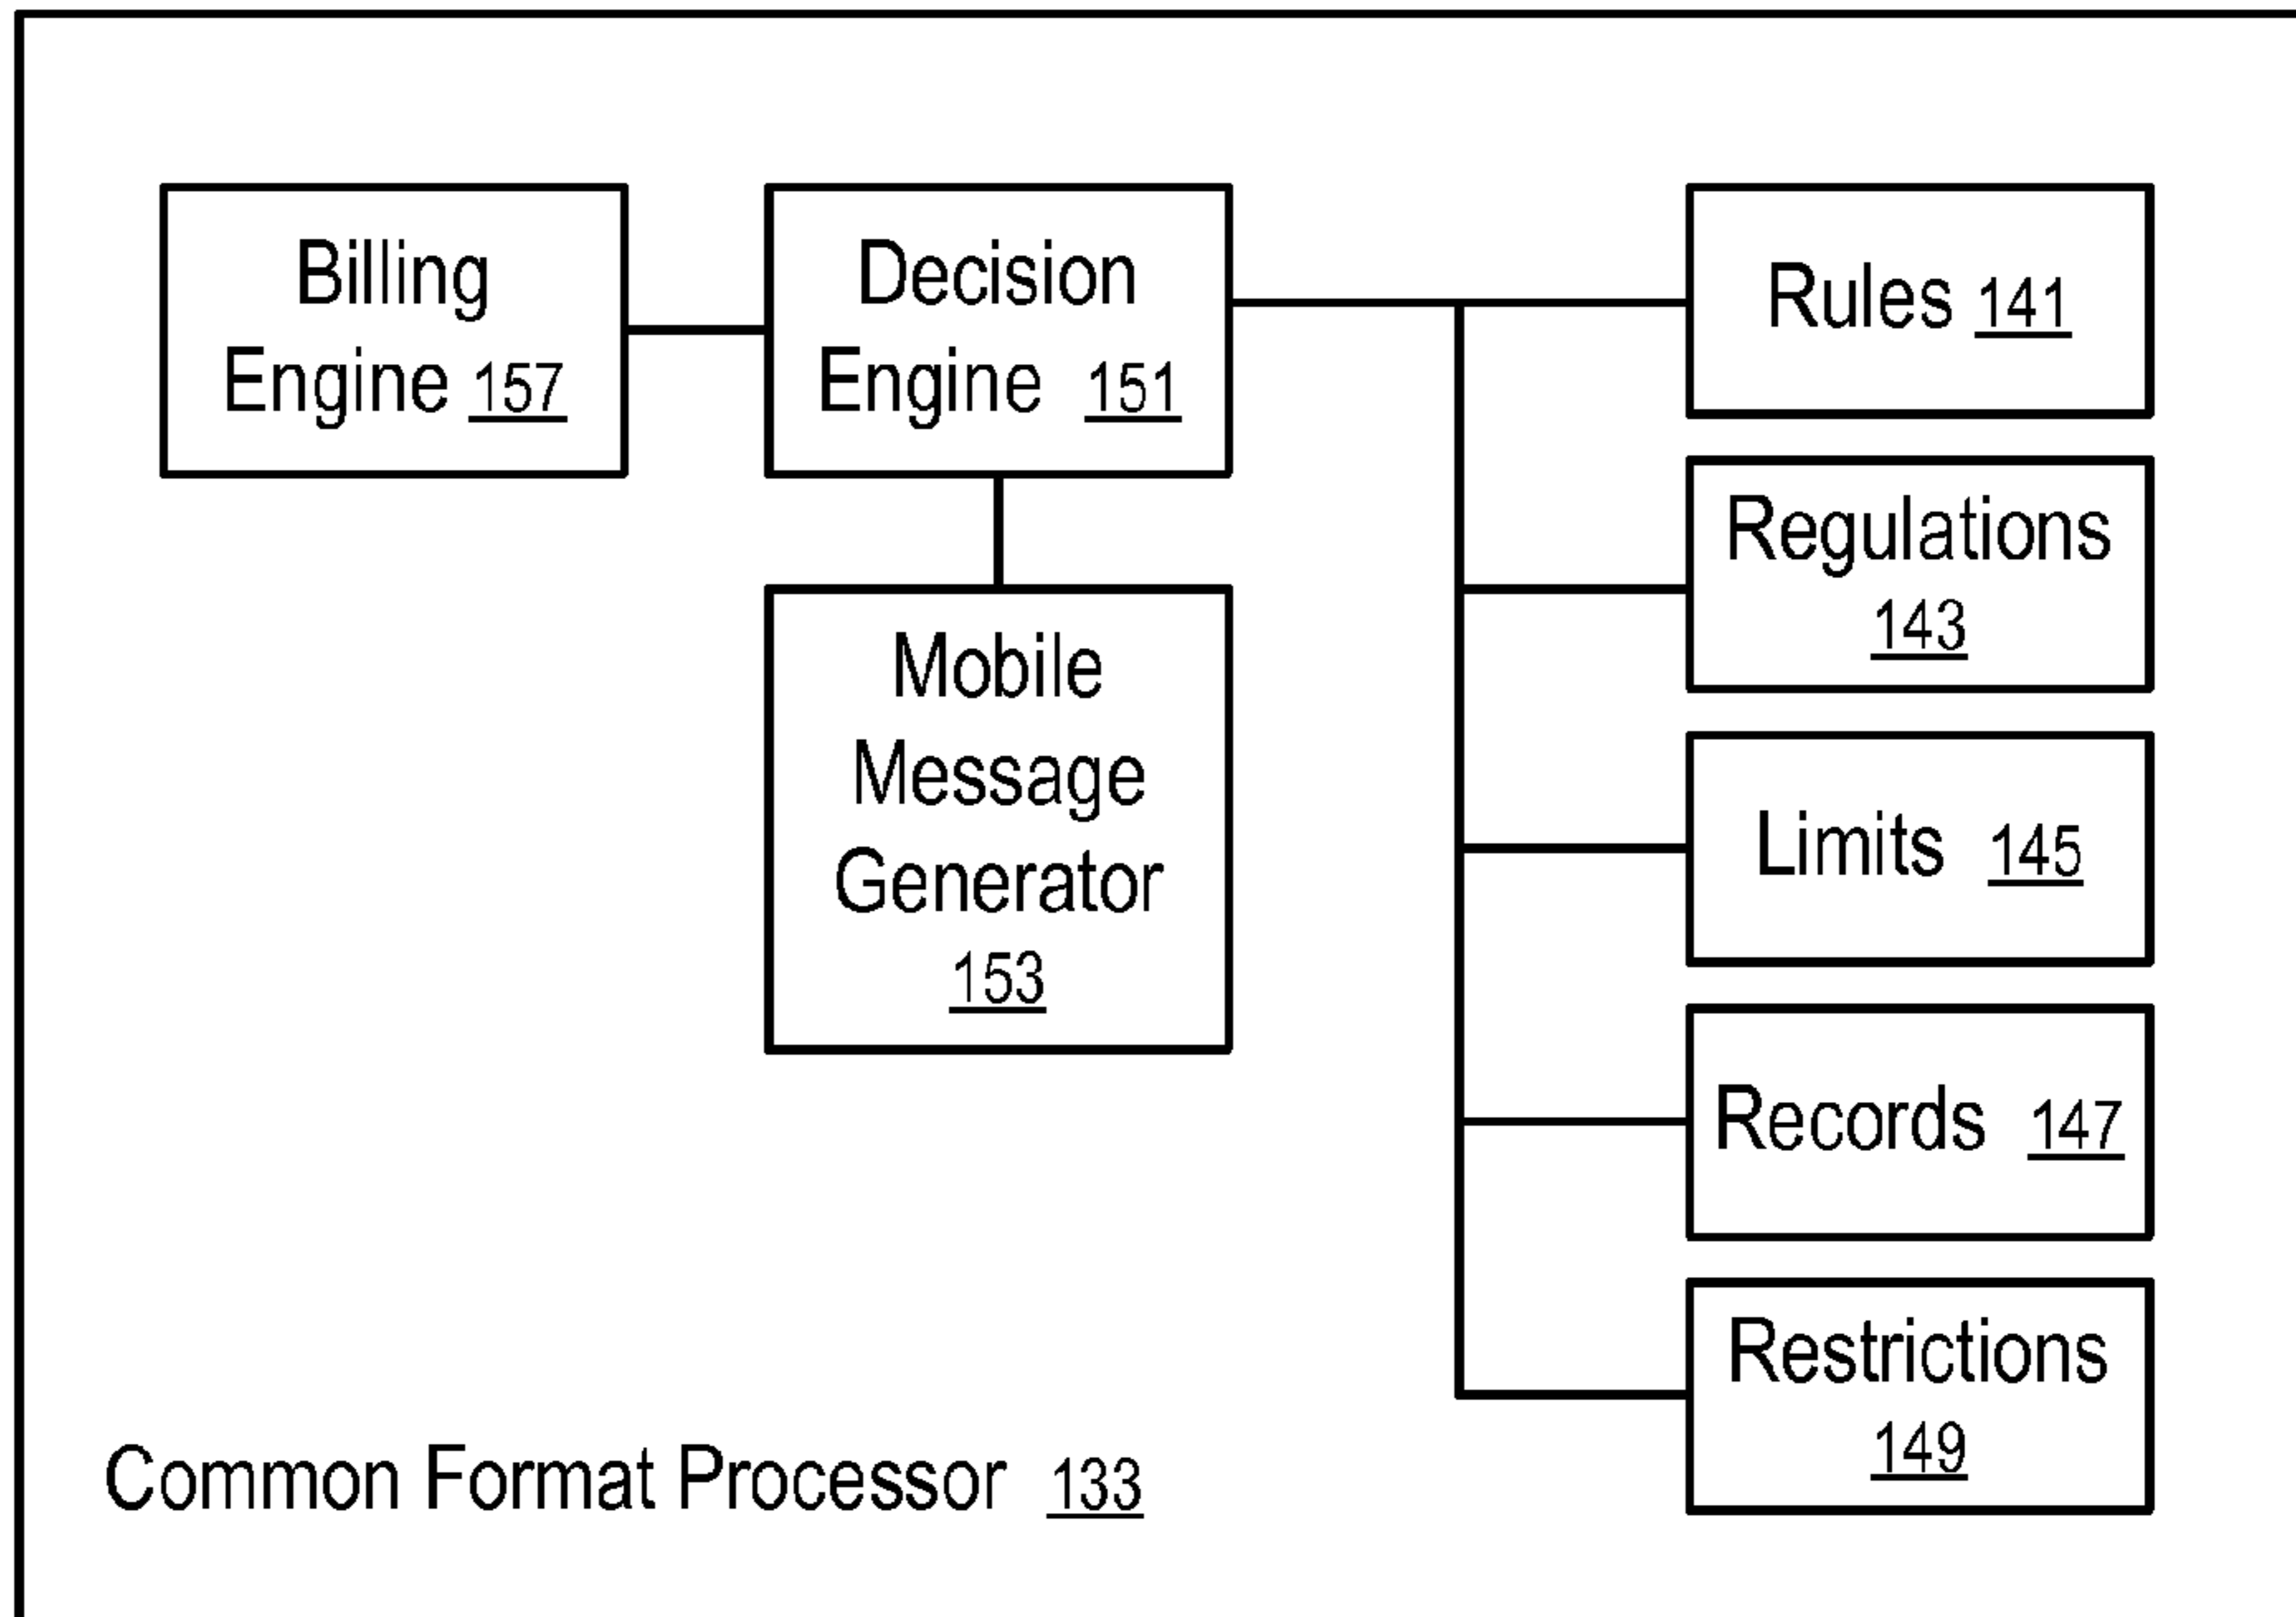 Billing
Engine 157
Decision
Engine 151
Mobile
Message
Generator
153
Rules 141
Regulations
143
Limits 145
Records 147
Restrictions
149
Common Format Processor 133